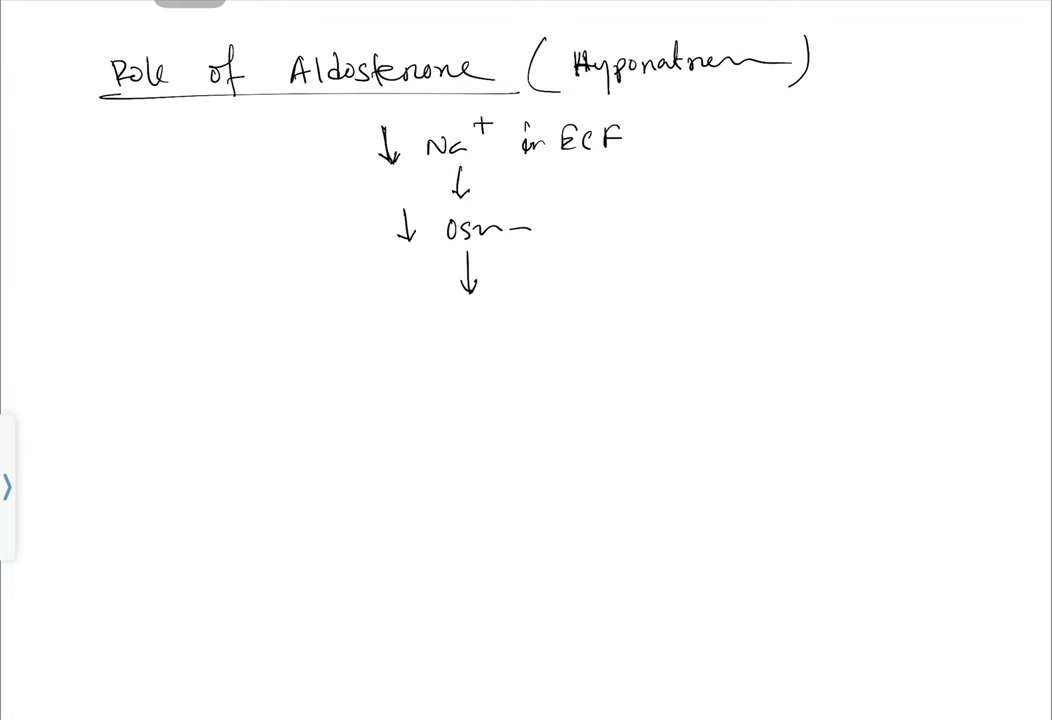 Role of Aldosterone (Hyponatrem
↓ Na+ in ECF
↓
↓ Osm
↓